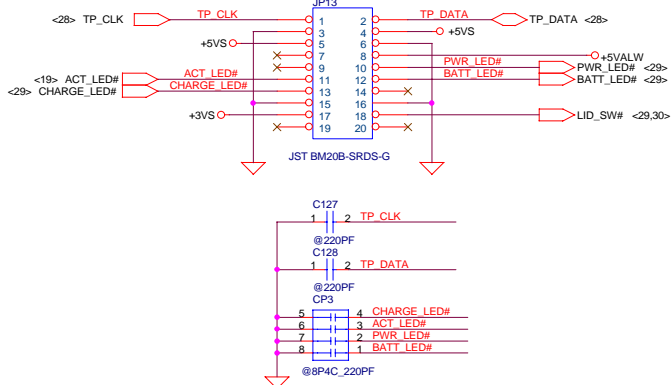 JP13
<28> TP_CLK TP_CLK 1 2 TP_DATA TP_DATA <28>
3 4 +5VS
+5VS 5 6
7 8 +5VALW
9 10 PWR_LED# PWR_LED# <29>
<19> ACT_LED# ACT_LED# 11 12 BATT_LED# BATT_LED# <29>
<29> CHARGE_LED# CHARGE_LED# 13 14
15 16
+3VS 17 18 LID_SW# <29,30>
19 20
JST BM20B-SRDS-G
C127
1 2 TP_CLK
@220PF
C128
1 2 TP_DATA
@220PF
CP3
5 4 CHARGE_LED#
6 3 ACT_LED#
7 2 PWR_LED#
8 1 BATT_LED#
@8P4C_220PF